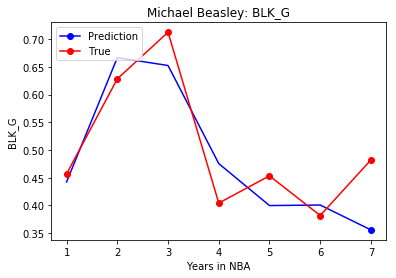 Michael Beasley: BLK_G
Prediction
True
BLK_G
0.70
0.65
0.60
0.55
0.50
0.45
0.40
0.35
1 2 3 4 5 6 7
Years in NBA